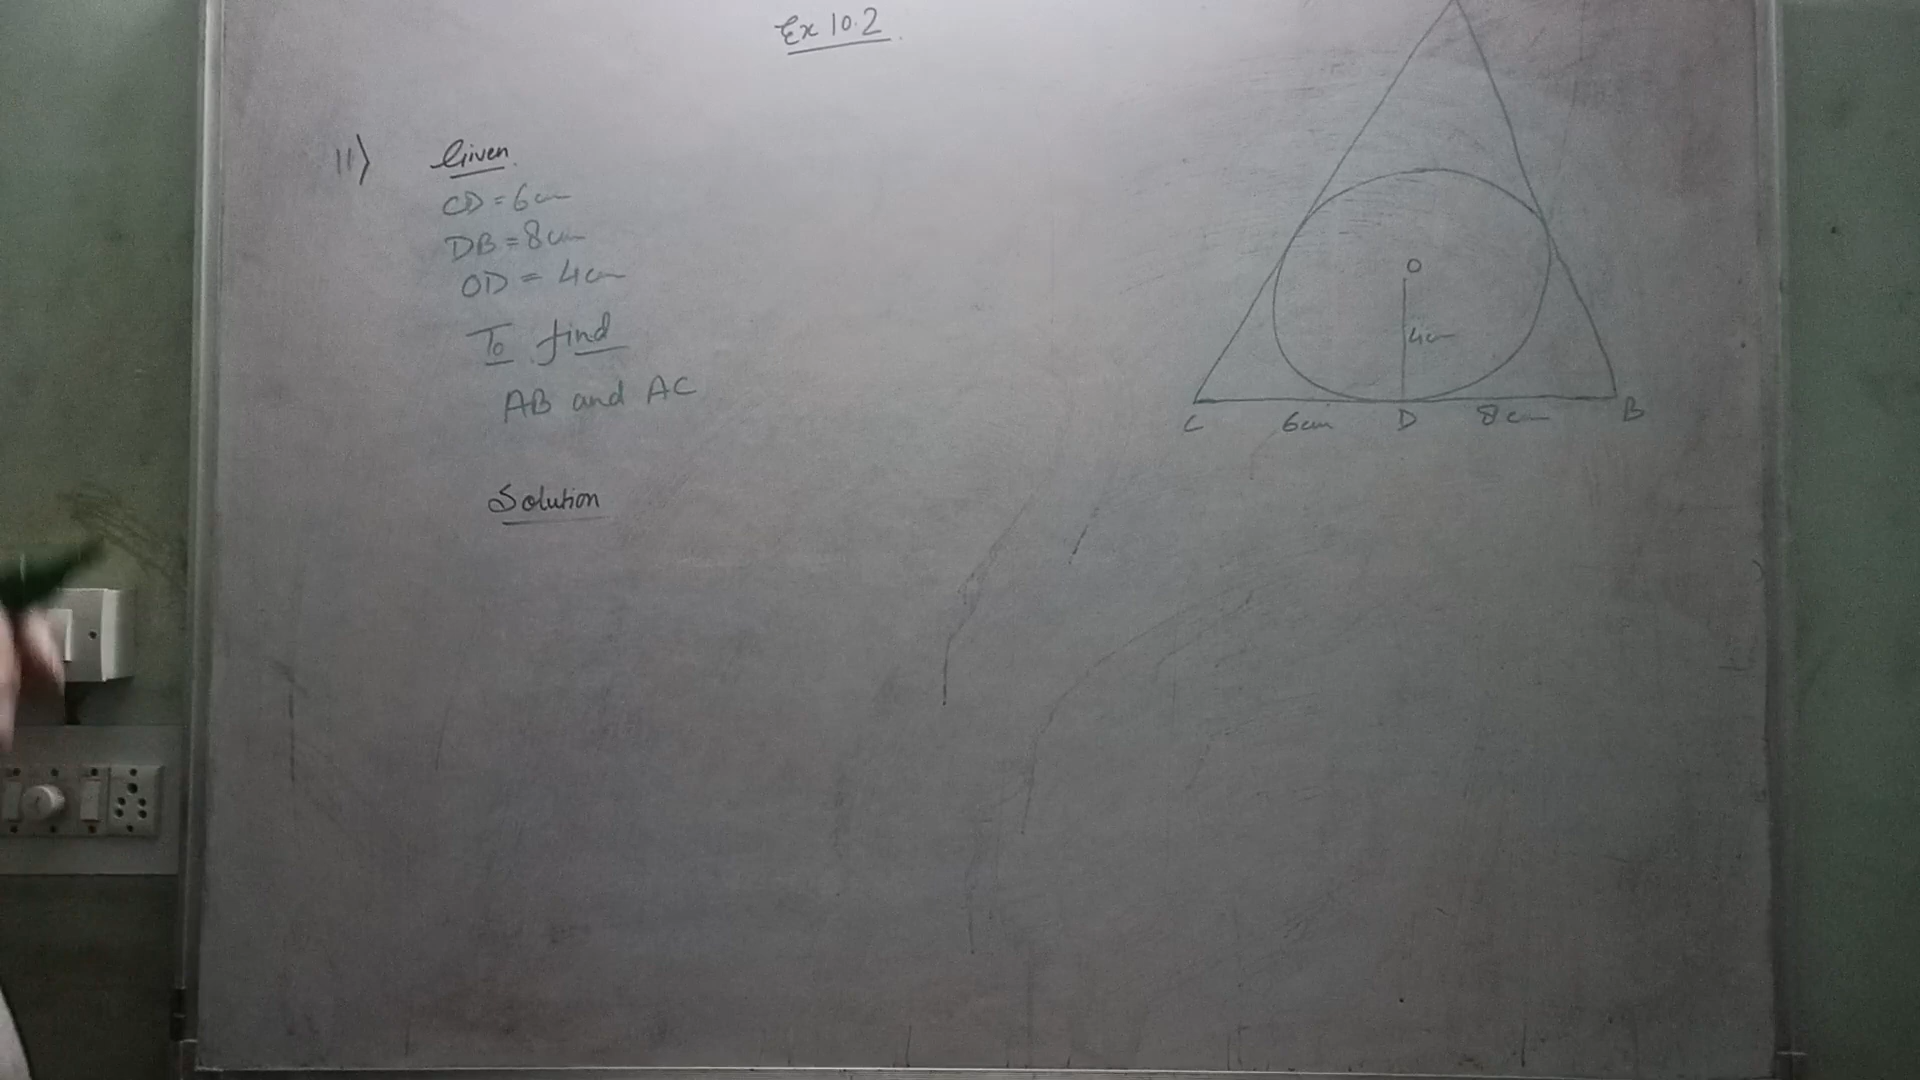 Ex 10.2
11)
Given
CD = 6cm
DB = 8cm
OD = 4cm
To find
AB and AC
Solution
O
4cm
C 6cm D 8cm B